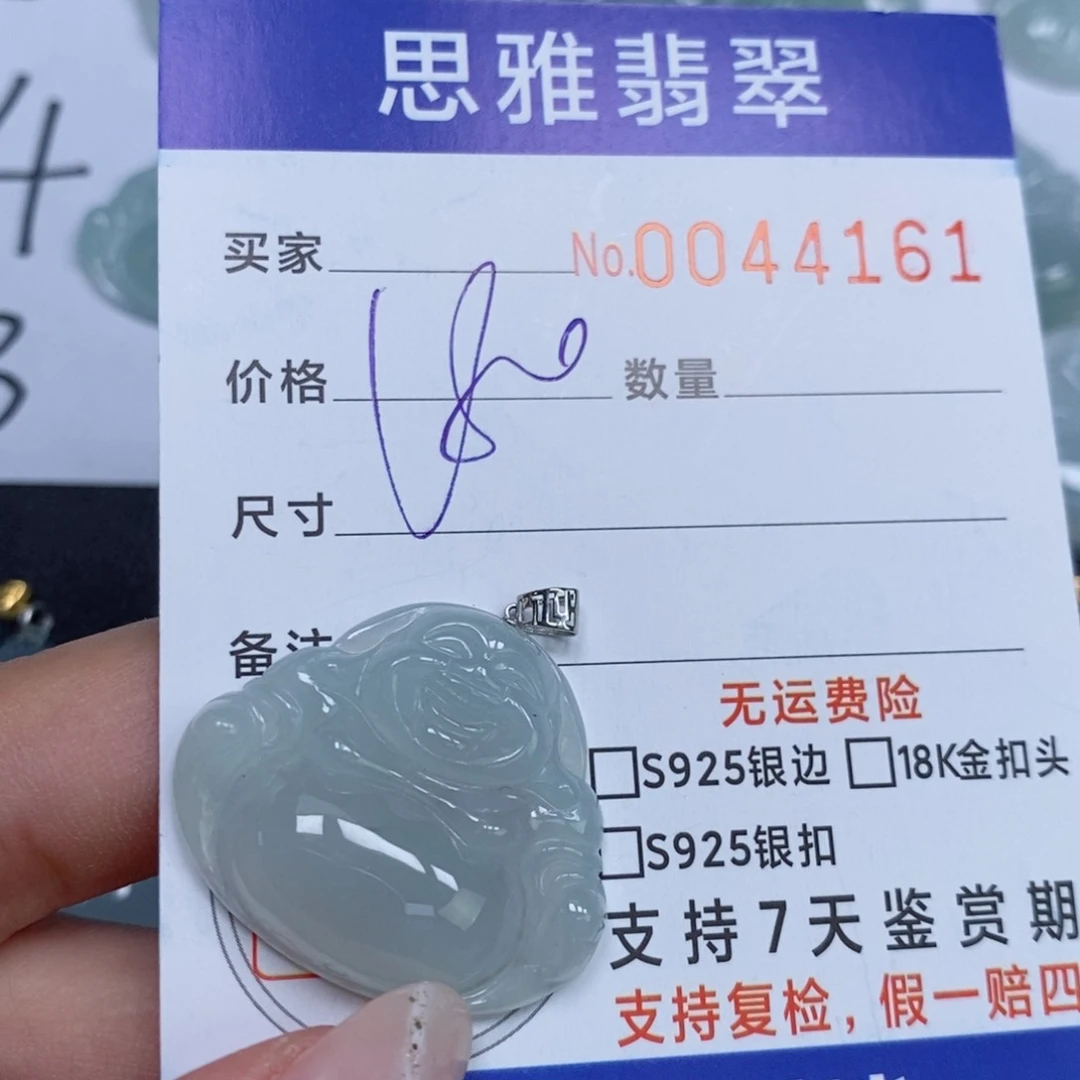 思雅翡翠
买家 No.0044161
价格 数量
尺寸
备注
无运费险
□S925银边 □18K金扣头
□S925银扣
支持7天鉴赏期
支持复检,假一赔四
4
3